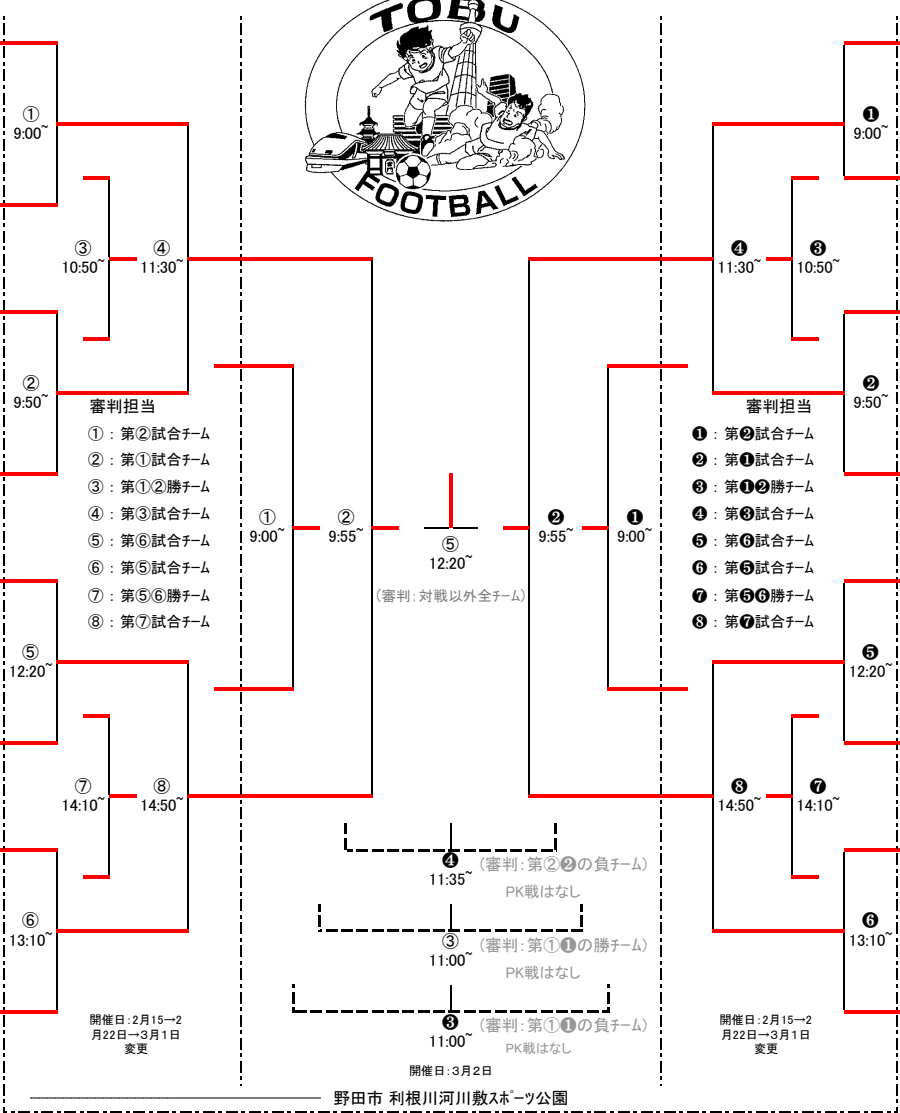 TOBU
FOOTBALL
①
9:00~
③
10:50~
④
11:30~
②
9:50~
審判担当
①：第②試合チーム
②：第①試合チーム
③：第①②勝チーム
④：第③試合チーム
⑤：第⑥試合チーム
⑥：第⑤試合チーム
⑦：第⑤⑥勝チーム
⑧：第⑦試合チーム
⑤
12:20~
⑦
14:10~
⑧
14:50~
⑥
13:10~
開催日：2月15→2
月22日→3月1日
変更
①
9:00~
②
9:55~
⑤
12:20~
（審判：対戦以外全チーム）
❷
9:55~
❶
9:00~
❹
11:35~
（審判：第②❷の負チーム）
PK戦はなし
③
11:00~
（審判：第①❶の勝チーム）
PK戦はなし
❸
11:00~
（審判：第①❶の負チーム）
PK戦はなし
開催日：3月2日
❶
9:00~
❹
11:30~
❸
10:50~
❷
9:50~
審判担当
❶：第❷試合チーム
❷：第❶試合チーム
❸：第❶❷勝チーム
❹：第❸試合チーム
❺：第❻試合チーム
❻：第❺試合チーム
❼：第❺❻勝チーム
❽：第❼試合チーム
❺
12:20~
❽
14:50~
❼
14:10~
❻
13:10~
開催日：2月15→2
月22日→3月1日
変更
野田市 利根川河川敷スポーツ公園